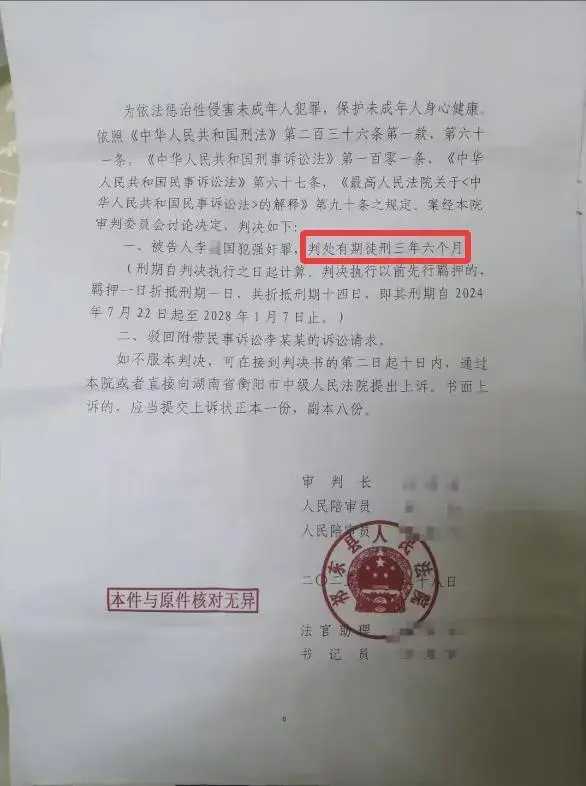 为依法惩治性侵害未成年人犯罪，保护未成年人身心健康。
依照《中华人民共和国刑法》第二百三十六条第一款、第六十
一条、《中华人民共和国刑事诉讼法》第一百零一条、《中华
人民共和国民事诉讼法》第六十七条、《最高人民法院关于<中
华人民共和国民事诉讼法>的解释》第九十条之规定，案经本院
审判委员会讨论决定，判决如下：
一、被告人李国犯强奸罪，判处有期徒刑三年六个月
（刑期自判决执行之日起计算，判决执行以前先行羁押的，
羁押一日折抵刑期一日，共折抵刑期十四日，即其刑期自2024
年7月22日起至2028年1月7日止。）
二、驳回附带民事诉讼李某某的诉讼请求。
如不服本判决，可在接到判决书的第二日起十日内，通过
本院或者直接向湖南省衡阳市中级人民法院提出上诉。书面上
诉的，应当提交上诉状正本一份，副本八份。
审判长
人民陪审员
人民陪审员
祁东县人民法院
二〇二 十八日
本件与原件核对无异
法官助理
书记员